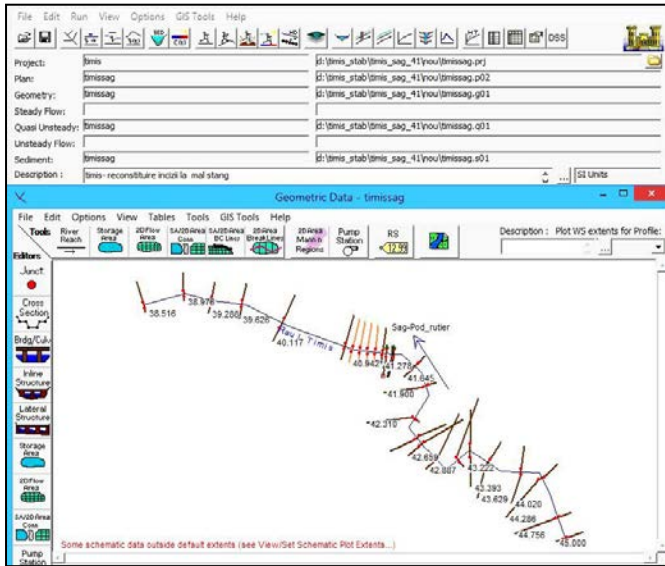 File Edit Run View Options GIS Tools Help
DSS
Project: timis d:\timis_stab\timis_sag_41\nou\timissag.prj
Plan: timissag d:\timis_stab\timis_sag_41\nou\timissag.p02
Geometry: timissag d:\timis_stab\timis_sag_41\nou\timissag.g01
Steady Flow:
Quasi Unsteady: timissag d:\timis_stab\timis_sag_41\nou\timissag.q01
Unsteady Flow:
Sediment: timissag d:\timis_stab\timis_sag_41\nou\timissag.s01
Description : timis- reconstituire incizii la mal stang ... SI Units
Geometric Data - timissag
File Edit Options View Tables Tools GIS Tools Help
Tools River Reach Storage Area 2D Flow Area SA/2D Area Conn SA/2D Area BC Lines 2D Area Break Lines 2D Area Mann n Regions Pump Station RS Description : Plot WS extents for Profile:
Editors
Junct.
Cross Section
Brdg/Culv
Inline Structure
Lateral Structure
Storage Area
2D Flow Area
SA/2D Area Conn
Pump Station
38.516
38.976
39.288
39.626
40.117
Raul Timis
40.942*
Sag-Pod_rutier
41.278
41.645
41.900
42.310
42.659
42.887
43.222
43.393
43.629
44.020
44.286
44.756
45.000
Some schematic data outside default extents (see View/Set Schematic Plot Extents...)